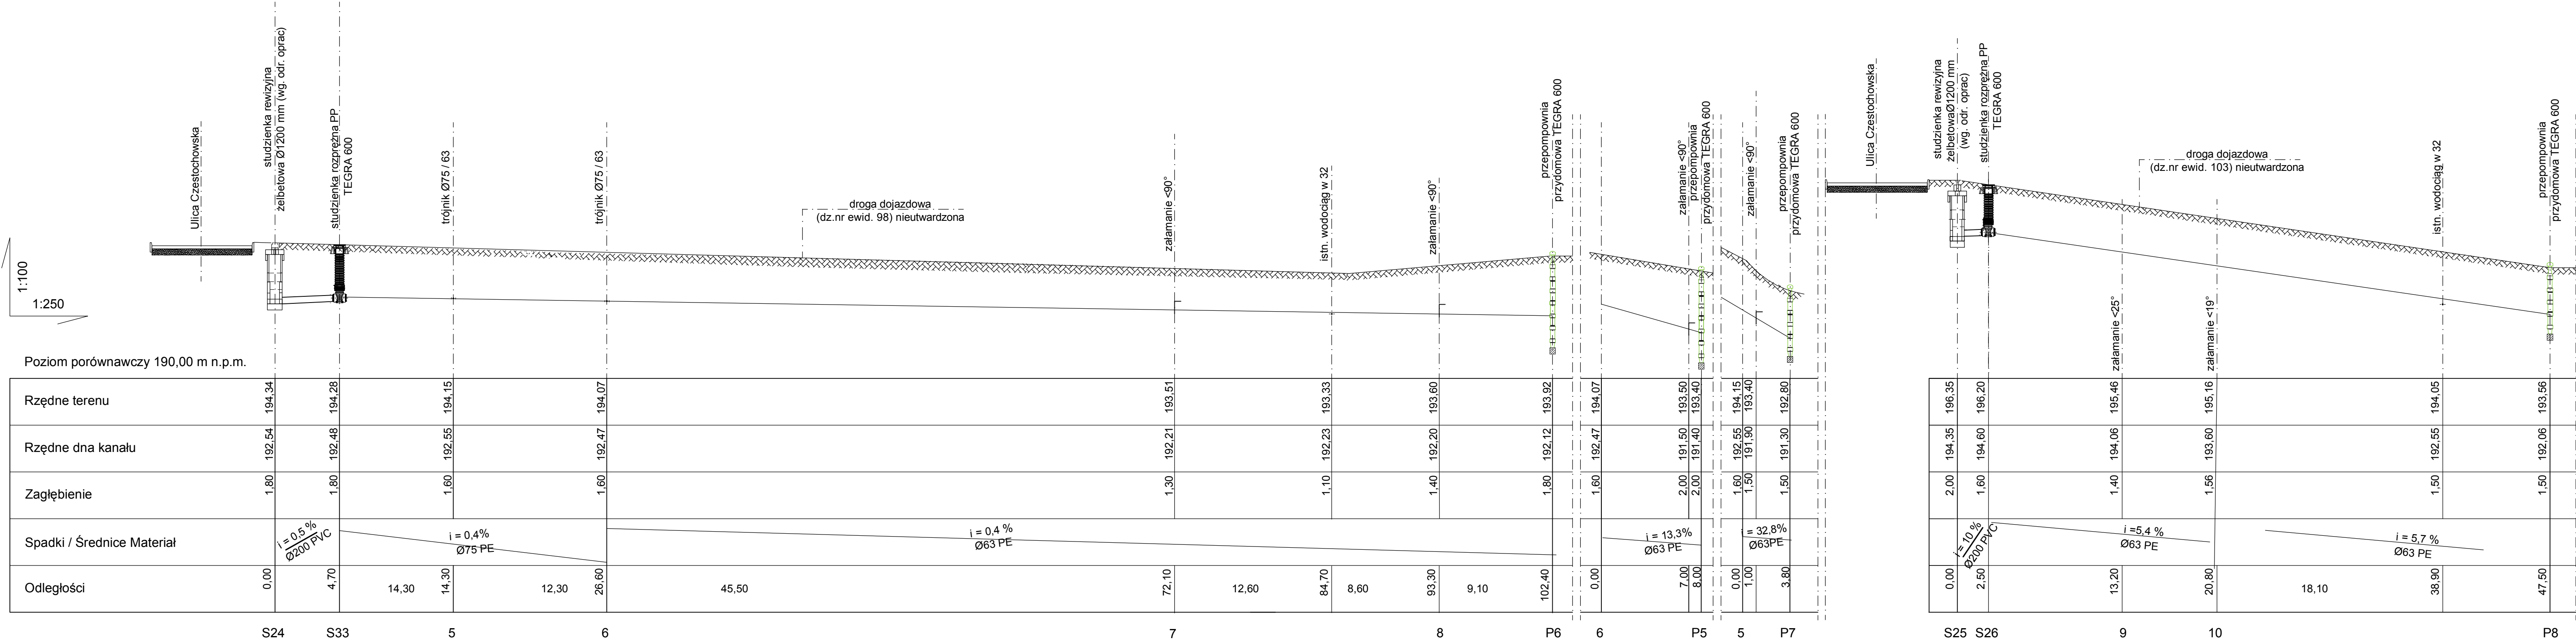 Ulica Czestochowska
studzienka rewizyjna
żelbetowa Ø1200 mm (wg. odr. oprac)
studzienka rozprężna PP
TEGRA 600
trójnik Ø75 / 63
trójnik Ø75 / 63
droga dojazdowa
(dz.nr ewid. 98) nieutwardzona
załamanie <90°
istn. wodociąg w 32
załamanie <90°
przepompownia
przydomowa TEGRA 600
załamanie <90°
przepompownia
przydomowa TEGRA 600
załamanie <90°
przepompownia
przydomowa TEGRA 600
Ulica Czestochowska
studzienka rewizyjna
żelbetowaØ1200 mm
(wg. odr. oprac)
studzienka rozprężna PP
TEGRA 600
droga dojazdowa
(dz.nr ewid. 103) nieutwardzona
załamanie <25°
załamanie <19°
istn. wodociąg w 32
przepompownia
przydomowa TEGRA 600
1:100
1:250
Poziom porównawczy 190,00 m n.p.m.
Rzędne terenu
194,34 194,28 194,15 194,07 193,51 193,33 193,60 193,92 194,07 193,50 193,40 194,15 193,40 192,80 196,35 196,20 195,46 195,16 194,05 193,56
Rzędne dna kanału
192,54 192,48 192,55 192,47 192,21 192,23 192,20 192,12 192,47 191,50 191,40 192,55 191,90 191,30 194,35 194,60 194,06 193,60 192,55 192,06
Zagłębienie
1,80 1,80 1,60 1,60 1,30 1,10 1,40 1,80 1,60 2,00 2,00 1,60 1,50 1,50 2,00 1,60 1,40 1,56 1,50 1,50
Spadki / Średnice Materiał
i = 0,5 %
Ø200 PVC
i = 0,4%
Ø75 PE
i = 0,4 %
Ø63 PE
i = 13,3%
Ø63 PE
i = 32,8%
Ø63PE
i = 10 %
Ø200 PVC
i =5,4 %
Ø63 PE
i = 5,7 %
Ø63 PE
Odległości
0,00 4,70 14,30 14,30 12,30 26,60 45,50 72,10 12,60 84,70 8,60 93,30 9,10 102,40 0,00 7,00 8,00 0,00 1,00 3,80 0,00 2,50 13,20 20,80 18,10 38,90 47,50
S24 S33 5 6 7 8 P6 6 P5 5 P7 S25 S26 9 10 P8